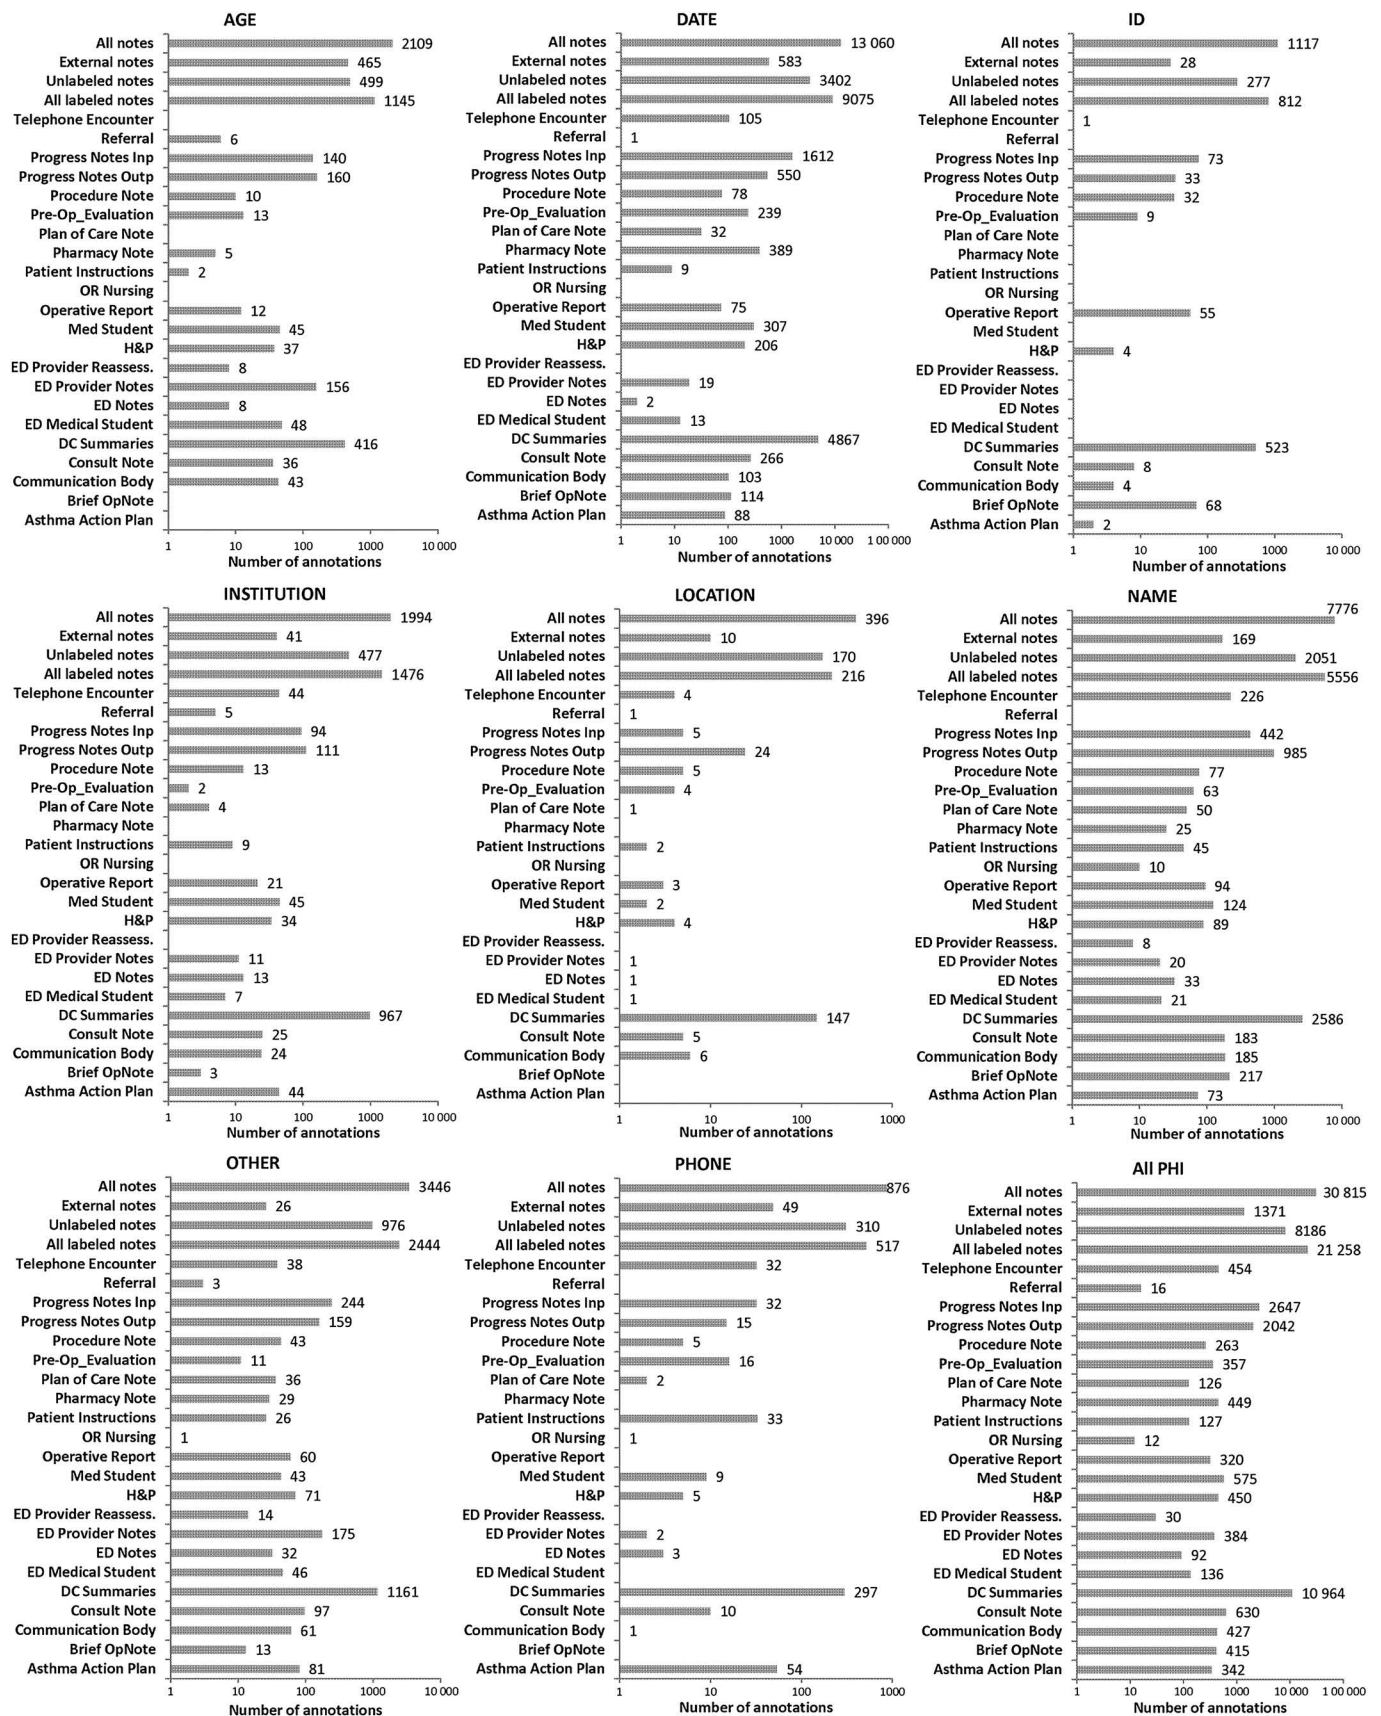 AGE
All notes 2109
External notes 465
Unlabeled notes 499
All labeled notes 1145
Telephone Encounter
Referral 6
Progress Notes Inp 140
Progress Notes Outp 160
Procedure Note 10
Pre-Op_Evaluation 13
Plan of Care Note
Pharmacy Note 5
Patient Instructions 2
OR Nursing
Operative Report 12
Med Student 45
H&P 37
ED Provider Reassess. 8
ED Provider Notes 156
ED Notes 8
ED Medical Student 48
DC Summaries 416
Consult Note 36
Communication Body 43
Brief OpNote
Asthma Action Plan
1 10 100 1000 10 000
Number of annotations
DATE
All notes 13 060
External notes 583
Unlabeled notes 3402
All labeled notes 9075
Telephone Encounter 105
Referral 1
Progress Notes Inp 1612
Progress Notes Outp 550
Procedure Note 78
Pre-Op_Evaluation 239
Plan of Care Note 32
Pharmacy Note 389
Patient Instructions 9
OR Nursing
Operative Report 75
Med Student 307
H&P 206
ED Provider Reassess.
ED Provider Notes 19
ED Notes 2
ED Medical Student 13
DC Summaries 4867
Consult Note 266
Communication Body 103
Brief OpNote 114
Asthma Action Plan 88
1 10 100 1000 10 000 1 00 000
Number of annotations
ID
All notes 1117
External notes 28
Unlabeled notes 277
All labeled notes 812
Telephone Encounter 1
Referral
Progress Notes Inp 73
Progress Notes Outp 33
Procedure Note 32
Pre-Op_Evaluation 9
Plan of Care Note
Pharmacy Note
Patient Instructions
OR Nursing
Operative Report 55
Med Student
H&P 4
ED Provider Reassess.
ED Provider Notes
ED Notes
ED Medical Student
DC Summaries 523
Consult Note 8
Communication Body 4
Brief OpNote 68
Asthma Action Plan 2
1 10 100 1000 10 000
Number of annotations
INSTITUTION
All notes 1994
External notes 41
Unlabeled notes 477
All labeled notes 1476
Telephone Encounter 44
Referral 5
Progress Notes Inp 94
Progress Notes Outp 111
Procedure Note 13
Pre-Op_Evaluation 2
Plan of Care Note 4
Pharmacy Note
Patient Instructions 9
OR Nursing
Operative Report 21
Med Student 45
H&P 34
ED Provider Reassess.
ED Provider Notes 11
ED Notes 13
ED Medical Student 7
DC Summaries 967
Consult Note 25
Communication Body 24
Brief OpNote 3
Asthma Action Plan 44
1 10 100 1000 10 000
Number of annotations
LOCATION
All notes 396
External notes 10
Unlabeled notes 170
All labeled notes 216
Telephone Encounter 4
Referral 1
Progress Notes Inp 5
Progress Notes Outp 24
Procedure Note 5
Pre-Op_Evaluation 4
Plan of Care Note 1
Pharmacy Note
Patient Instructions 2
OR Nursing
Operative Report 3
Med Student 2
H&P 4
ED Provider Reassess.
ED Provider Notes 1
ED Notes 1
ED Medical Student 1
DC Summaries 147
Consult Note 5
Communication Body 6
Brief OpNote
Asthma Action Plan
1 10 100 1000
Number of annotations
NAME
All notes 7776
External notes 169
Unlabeled notes 2051
All labeled notes 5556
Telephone Encounter 226
Referral
Progress Notes Inp 442
Progress Notes Outp 985
Procedure Note 77
Pre-Op_Evaluation 63
Plan of Care Note 50
Pharmacy Note 25
Patient Instructions 45
OR Nursing 10
Operative Report 94
Med Student 124
H&P 89
ED Provider Reassess. 8
ED Provider Notes 20
ED Notes 33
ED Medical Student 21
DC Summaries 2586
Consult Note 183
Communication Body 185
Brief OpNote 217
Asthma Action Plan 73
1 10 100 1000 10 000
Number of annotations
OTHER
All notes 3446
External notes 26
Unlabeled notes 976
All labeled notes 2444
Telephone Encounter 38
Referral 3
Progress Notes Inp 244
Progress Notes Outp 159
Procedure Note 43
Pre-Op_Evaluation 11
Plan of Care Note 36
Pharmacy Note 29
Patient Instructions 26
OR Nursing 1
Operative Report 60
Med Student 43
H&P 71
ED Provider Reassess. 14
ED Provider Notes 175
ED Notes 32
ED Medical Student 46
DC Summaries 1161
Consult Note 97
Communication Body 61
Brief OpNote 13
Asthma Action Plan 81
1 10 100 1000 10 000
Number of annotations
PHONE
All notes 876
External notes 49
Unlabeled notes 310
All labeled notes 517
Telephone Encounter 32
Referral
Progress Notes Inp 32
Progress Notes Outp 15
Procedure Note 5
Pre-Op_Evaluation 16
Plan of Care Note 2
Pharmacy Note
Patient Instructions 33
OR Nursing 1
Operative Report
Med Student 9
H&P 5
ED Provider Reassess.
ED Provider Notes 2
ED Notes 3
ED Medical Student
DC Summaries 297
Consult Note 10
Communication Body 1
Brief OpNote
Asthma Action Plan 54
1 10 100 1000
Number of annotations
All PHI
All notes 30 815
External notes 1371
Unlabeled notes 8186
All labeled notes 21 258
Telephone Encounter 454
Referral 16
Progress Notes Inp 2647
Progress Notes Outp 2042
Procedure Note 263
Pre-Op_Evaluation 357
Plan of Care Note 126
Pharmacy Note 449
Patient Instructions 127
OR Nursing 12
Operative Report 320
Med Student 575
H&P 450
ED Provider Reassess. 30
ED Provider Notes 384
ED Notes 92
ED Medical Student 136
DC Summaries 10 964
Consult Note 630
Communication Body 427
Brief OpNote 415
Asthma Action Plan 342
1 10 100 1000 10 000 1 00 000
Number of annotations